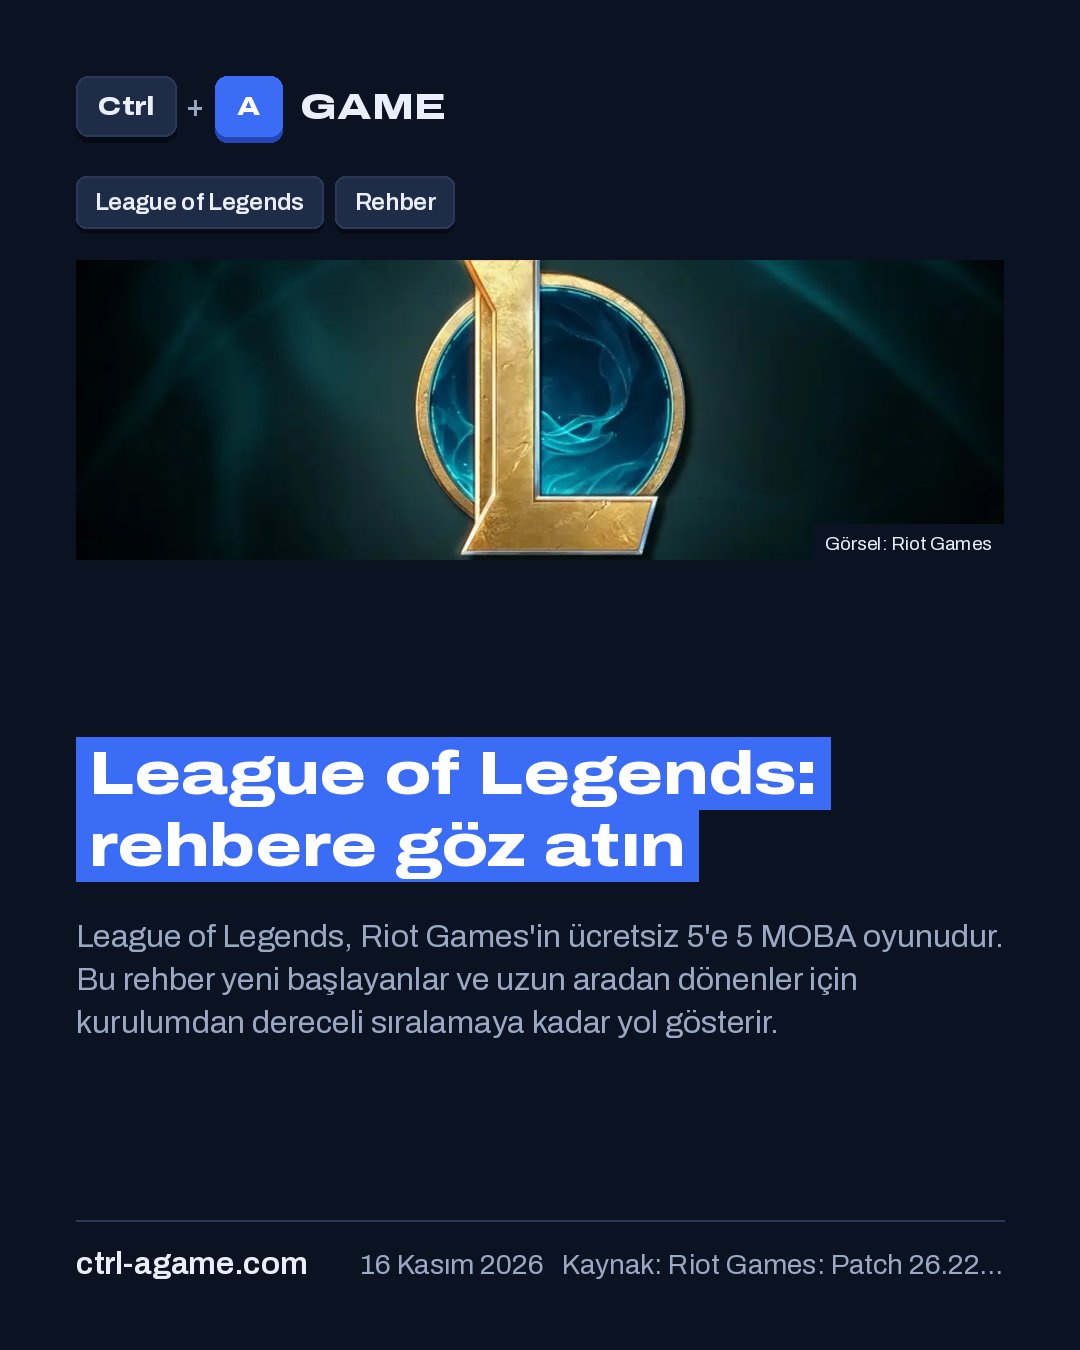 Ctrl + A GAME
League of Legends Rehber
Görsel: Riot Games
League of Legends:
rehbere göz atın
League of Legends, Riot Games'in ücretsiz 5'e 5 MOBA oyunudur.
Bu rehber yeni başlayanlar ve uzun aradan dönenler için
kurulumdan dereceli sıralamaya kadar yol gösterir.
ctrl-agame.com 16 Kasım 2026 Kaynak: Riot Games: Patch 26.22...